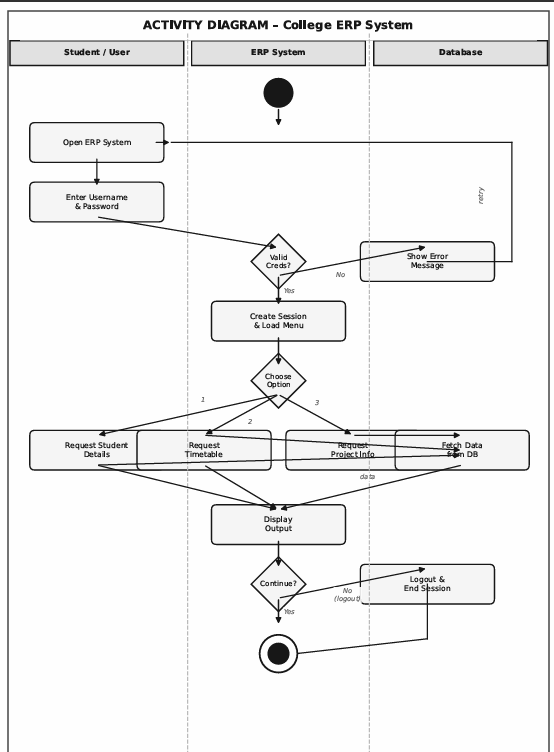 ACTIVITY DIAGRAM – College ERP System
Student / User
ERP System
Database
Open ERP System
Enter Username
& Password
retry
Valid
Creds?
Show Error
Message
No
Yes
Create Session
& Load Menu
Choose
Option
1
2
3
Request Student
Details
Request
Timetable
Request
Project Info
Fetch Data
from DB
data
Display
Output
Continue?
No
(logout)
Logout &
End Session
Yes